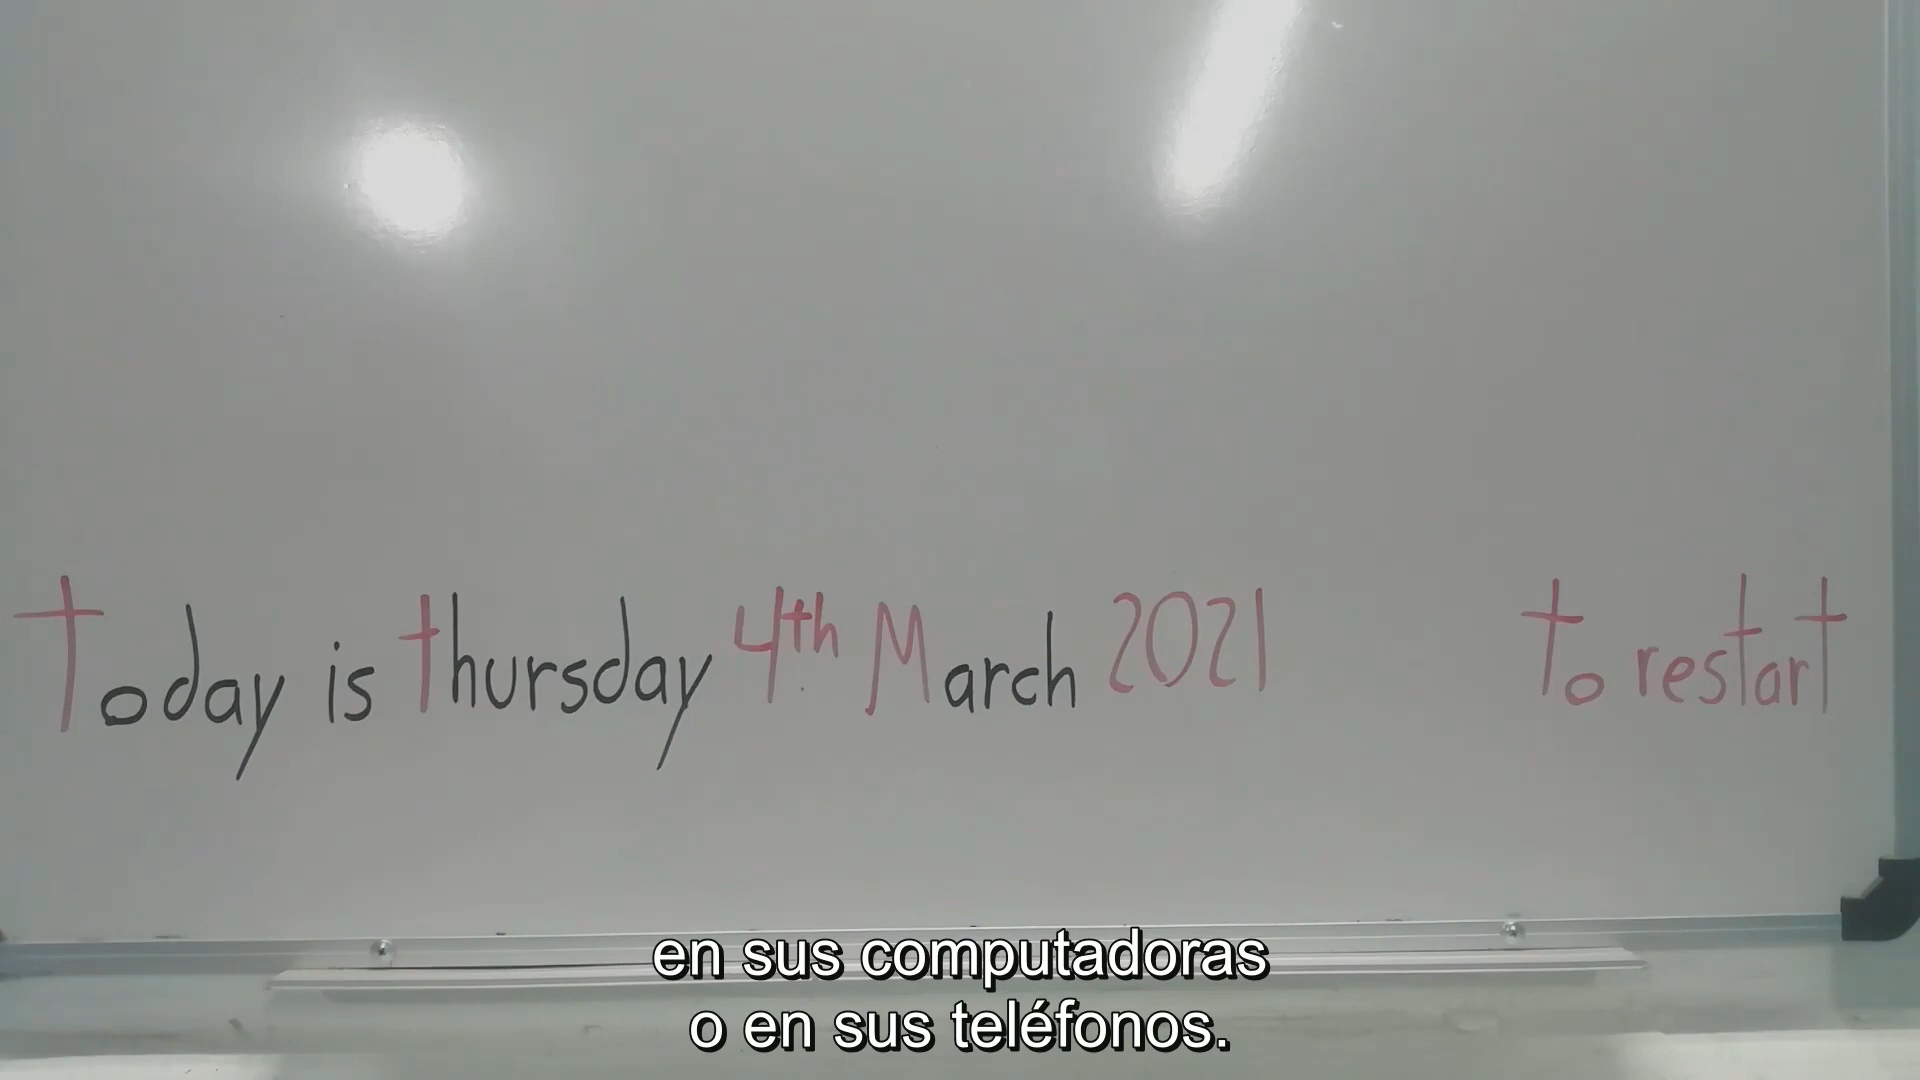 Today is thursday 4th March 2021 to restart
en sus computadoras
o en sus teléfonos.